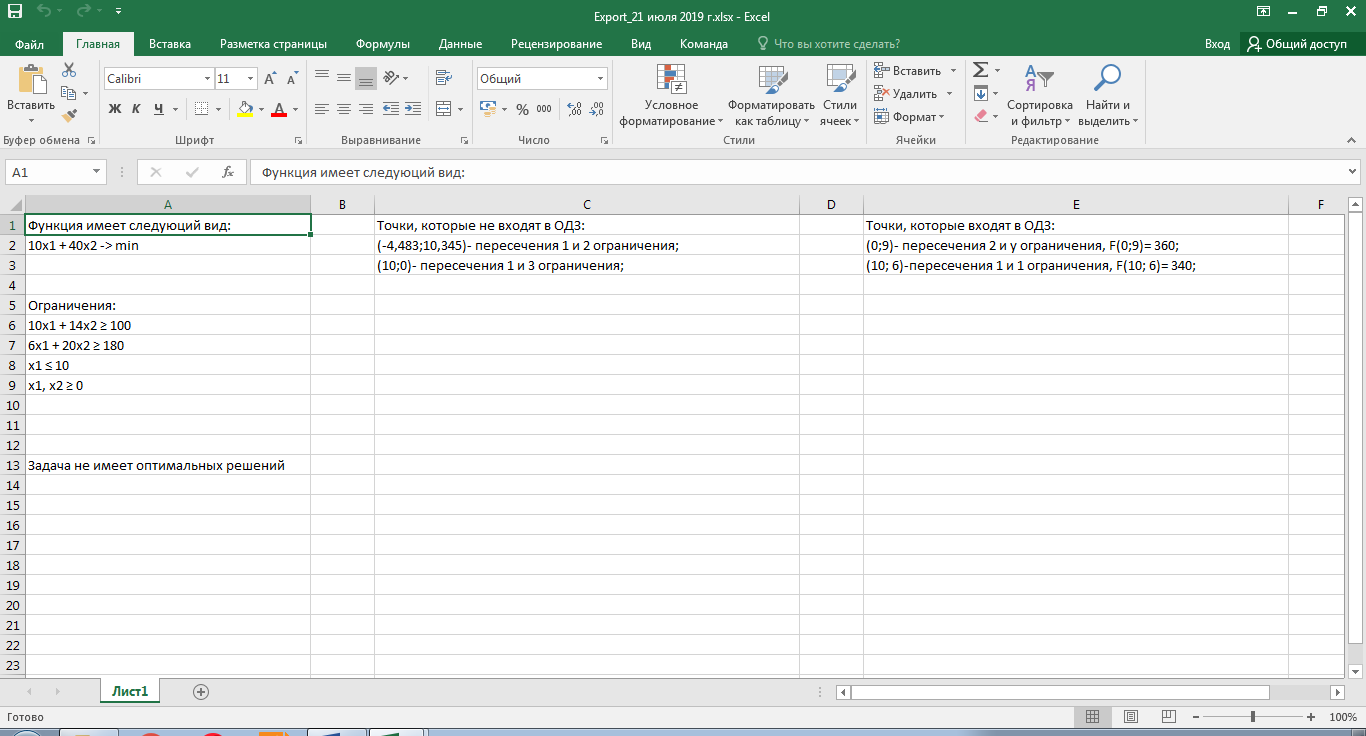 Export_21 июля 2019 г.xlsx - Excel
Файл Главная Вставка Разметка страницы Формулы Данные Рецензирование Вид Команда Что вы хотите сделать? Вход Общий доступ
Calibri 11 Общий
Вставить Ж К Ч % 000 Условное форматирование Форматировать как таблицу Стили ячеек Вставить Удалить Формат Сортировка и фильтр Найти и выделить
Буфер обмена Шрифт Выравнивание Число Стили Ячейки Редактирование
A1 fx Функция имеет следующий вид:
A B C D E F
1 Функция имеет следующий вид: Точки, которые не входят в ОДЗ: Точки, которые входят в ОДЗ:
2 10x1 + 40x2 -> min (-4,483;10,345)- пересечения 1 и 2 ограничения; (0;9)- пересечения 2 и y ограничения, F(0;9)= 360;
3 (10;0)- пересечения 1 и 3 ограничения; (10; 6)-пересечения 1 и 1 ограничения, F(10; 6)= 340;
4
5 Ограничения:
6 10x1 + 14x2 ≥ 100
7 6x1 + 20x2 ≥ 180
8 x1 ≤ 10
9 x1, x2 ≥ 0
10
11
12
13 Задача не имеет оптимальных решений
14
15
16
17
18
19
20
21
22
23
Лист1
Готово 100%